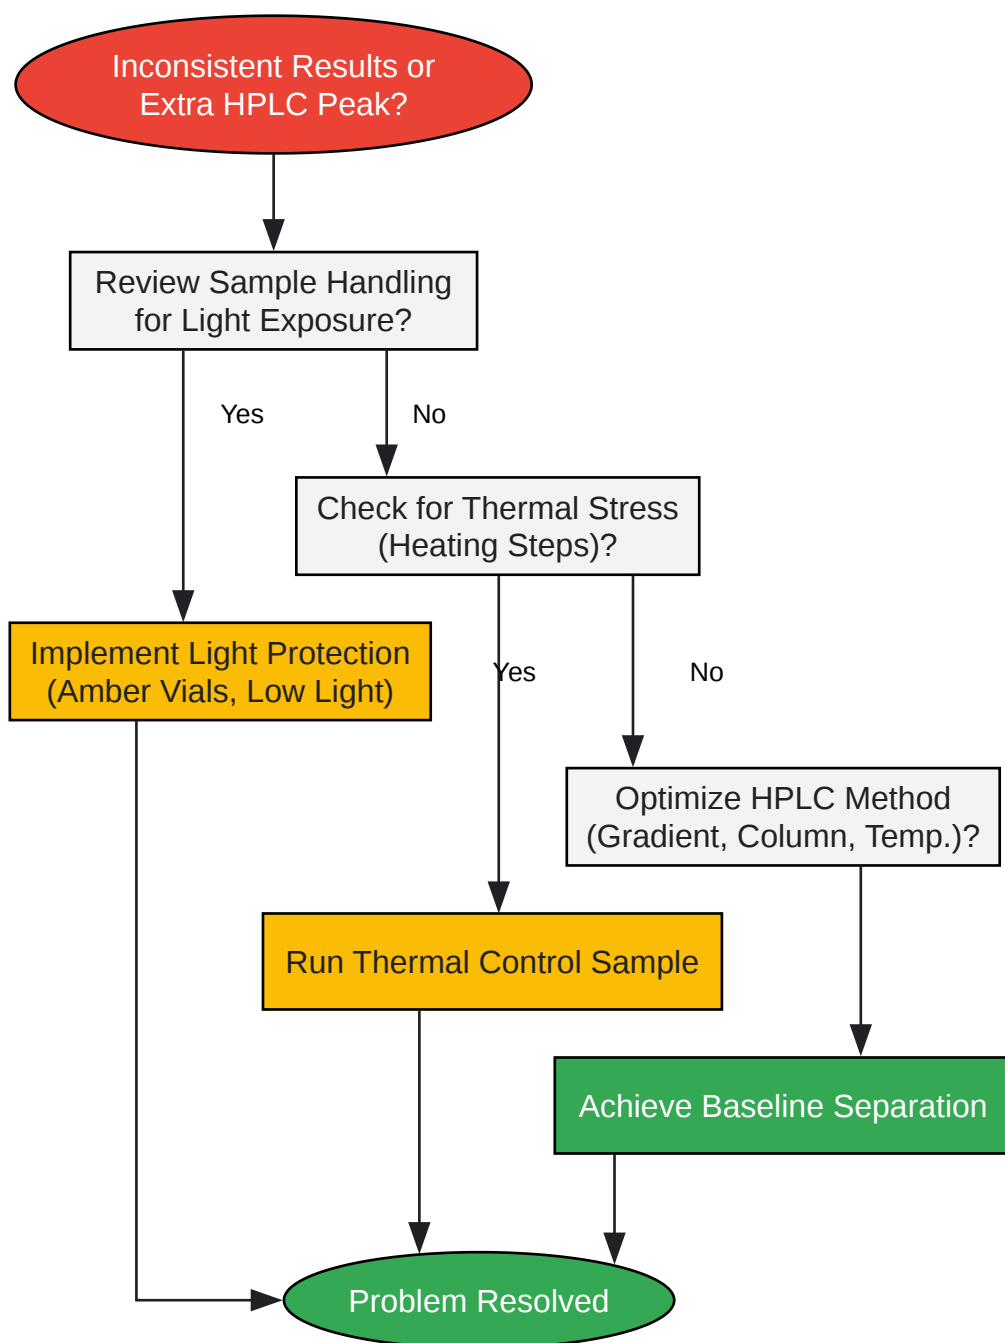 Inconsistent Results or
Extra HPLC Peak?
Review Sample Handling
for Light Exposure?
Yes
No
Check for Thermal Stress
(Heating Steps)?
Implement Light Protection
(Amber Vials, Low Light)
Yes
No
Optimize HPLC Method
(Gradient, Column, Temp.)?
Run Thermal Control Sample
Achieve Baseline Separation
Problem Resolved